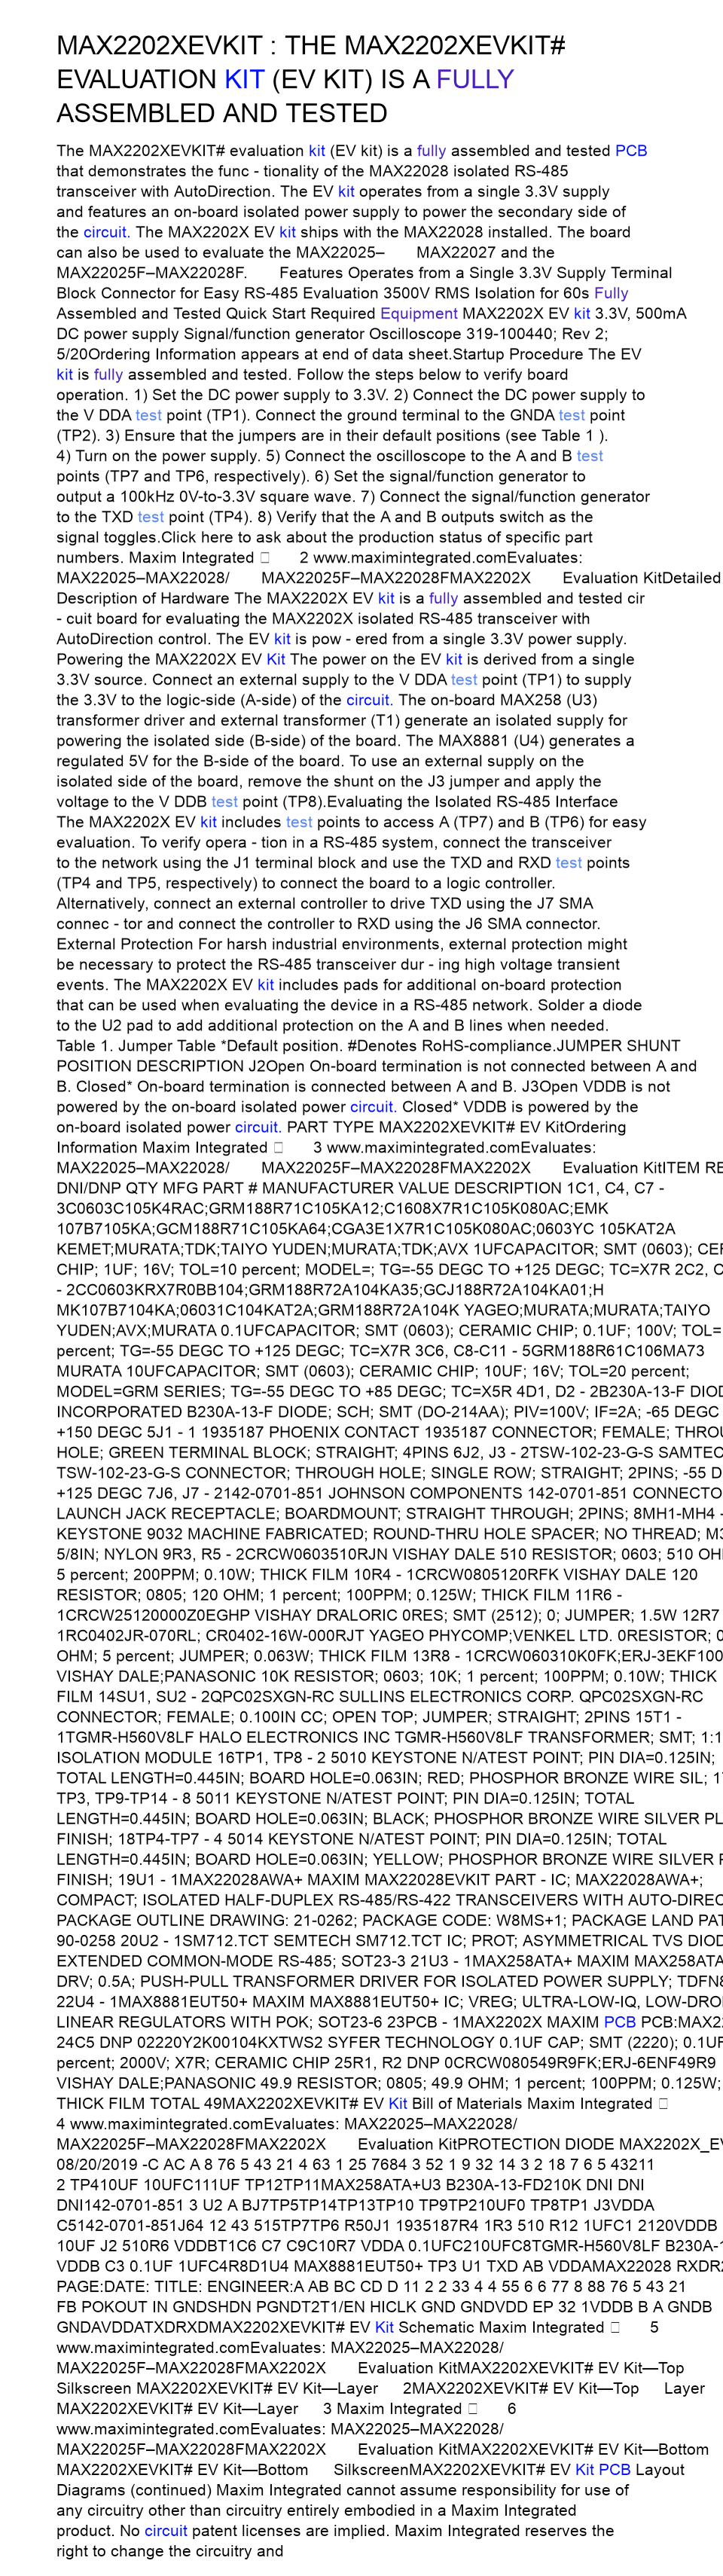 MAX2202XEVKIT : THE MAX2202XEVKIT#
EVALUATION KIT (EV KIT) IS A FULLY
ASSEMBLED AND TESTED
The MAX2202XEVKIT# evaluation kit (EV kit) is a fully assembled and tested PCB
that demonstrates the func - tionality of the MAX22028 isolated RS-485
transceiver with AutoDirection. The EV kit operates from a single 3.3V supply
and features an on-board isolated power supply to power the secondary side of
the circuit. The MAX2202X EV kit ships with the MAX22028 installed. The board
can also be used to evaluate the MAX22025– MAX22027 and the
MAX22025F–MAX22028F. Features Operates from a Single 3.3V Supply Terminal
Block Connector for Easy RS-485 Evaluation 3500V RMS Isolation for 60s Fully
Assembled and Tested Quick Start Required Equipment MAX2202X EV kit 3.3V, 500mA
DC power supply Signal/function generator Oscilloscope 319-100440; Rev 2;
5/20Ordering Information appears at end of data sheet.Startup Procedure The EV
kit is fully assembled and tested. Follow the steps below to verify board
operation. 1) Set the DC power supply to 3.3V. 2) Connect the DC power supply to
the V DDA test point (TP1). Connect the ground terminal to the GNDA test point
(TP2). 3) Ensure that the jumpers are in their default positions (see Table 1 ).
4) Turn on the power supply. 5) Connect the oscilloscope to the A and B test
points (TP7 and TP6, respectively). 6) Set the signal/function generator to
output a 100kHz 0V-to-3.3V square wave. 7) Connect the signal/function generator
to the TXD test point (TP4). 8) Verify that the A and B outputs switch as the
signal toggles.Click here to ask about the production status of specific part
numbers. Maxim Integrated 2 www.maximintegrated.comEvaluates:
MAX22025–MAX22028/ MAX22025F–MAX22028FMAX2202X Evaluation KitDetailed
Description of Hardware The MAX2202X EV kit is a fully assembled and tested cir
- cuit board for evaluating the MAX2202X isolated RS-485 transceiver with
AutoDirection control. The EV kit is pow - ered from a single 3.3V power supply.
Powering the MAX2202X EV Kit The power on the EV kit is derived from a single
3.3V source. Connect an external supply to the V DDA test point (TP1) to supply
the 3.3V to the logic-side (A-side) of the circuit. The on-board MAX258 (U3)
transformer driver and external transformer (T1) generate an isolated supply for
powering the isolated side (B-side) of the board. The MAX8881 (U4) generates a
regulated 5V for the B-side of the board. To use an external supply on the
isolated side of the board, remove the shunt on the J3 jumper and apply the
voltage to the V DDB test point (TP8).Evaluating the Isolated RS-485 Interface
The MAX2202X EV kit includes test points to access A (TP7) and B (TP6) for easy
evaluation. To verify opera - tion in a RS-485 system, connect the transceiver
to the network using the J1 terminal block and use the TXD and RXD test points
(TP4 and TP5, respectively) to connect the board to a logic controller.
Alternatively, connect an external controller to drive TXD using the J7 SMA
connec - tor and connect the controller to RXD using the J6 SMA connector.
External Protection For harsh industrial environments, external protection might
be necessary to protect the RS-485 transceiver dur - ing high voltage transient
events. The MAX2202X EV kit includes pads for additional on-board protection
that can be used when evaluating the device in a RS-485 network. Solder a diode
to the U2 pad to add additional protection on the A and B lines when needed.
Table 1. Jumper Table *Default position. #Denotes RoHS-compliance.JUMPER SHUNT
POSITION DESCRIPTION J2Open On-board termination is not connected between A and
B. Closed* On-board termination is connected between A and B. J3Open VDDB is not
powered by the on-board isolated power circuit. Closed* VDDB is powered by the
on-board isolated power circuit. PART TYPE MAX2202XEVKIT# EV KitOrdering
Information Maxim Integrated 3 www.maximintegrated.comEvaluates:
MAX22025–MAX22028/ MAX22025F–MAX22028FMAX2202X Evaluation KitITEM RE
DNI/DNP QTY MFG PART # MANUFACTURER VALUE DESCRIPTION 1C1, C4, C7 -
3C0603C105K4RAC;GRM188R71C105KA12;C1608X7R1C105K080AC;EMK
107B7105KA;GCM188R71C105KA64;CGA3E1X7R1C105K080AC;0603YC 105KAT2A
KEMET;MURATA;TDK;TAIYO YUDEN;MURATA;TDK;AVX 1UFCAPACITOR; SMT (0603); CER
CHIP; 1UF; 16V; TOL=10 percent; MODEL=; TG=-55 DEGC TO +125 DEGC; TC=X7R 2C2, C
- 2CC0603KRX7R0BB104;GRM188R72A104KA35;GCJ188R72A104KA01;H
MK107B7104KA;06031C104KAT2A;GRM188R72A104K YAGEO;MURATA;MURATA;TAIYO
YUDEN;AVX;MURATA 0.1UFCAPACITOR; SMT (0603); CERAMIC CHIP; 0.1UF; 100V; TOL=
percent; TG=-55 DEGC TO +125 DEGC; TC=X7R 3C6, C8-C11 - 5GRM188R61C106MA73
MURATA 10UFCAPACITOR; SMT (0603); CERAMIC CHIP; 10UF; 16V; TOL=20 percent;
MODEL=GRM SERIES; TG=-55 DEGC TO +85 DEGC; TC=X5R 4D1, D2 - 2B230A-13-F DIOD
INCORPORATED B230A-13-F DIODE; SCH; SMT (DO-214AA); PIV=100V; IF=2A; -65 DEGC
+150 DEGC 5J1 - 1 1935187 PHOENIX CONTACT 1935187 CONNECTOR; FEMALE; THROU
HOLE; GREEN TERMINAL BLOCK; STRAIGHT; 4PINS 6J2, J3 - 2TSW-102-23-G-S SAMTEC
TSW-102-23-G-S CONNECTOR; THROUGH HOLE; SINGLE ROW; STRAIGHT; 2PINS; -55 D
+125 DEGC 7J6, J7 - 2142-0701-851 JOHNSON COMPONENTS 142-0701-851 CONNECTO
LAUNCH JACK RECEPTACLE; BOARDMOUNT; STRAIGHT THROUGH; 2PINS; 8MH1-MH4 -
KEYSTONE 9032 MACHINE FABRICATED; ROUND-THRU HOLE SPACER; NO THREAD; M3
5/8IN; NYLON 9R3, R5 - 2CRCW0603510RJN VISHAY DALE 510 RESISTOR; 0603; 510 OH
5 percent; 200PPM; 0.10W; THICK FILM 10R4 - 1CRCW0805120RFK VISHAY DALE 120
RESISTOR; 0805; 120 OHM; 1 percent; 100PPM; 0.125W; THICK FILM 11R6 -
1CRCW25120000Z0EGHP VISHAY DRALORIC 0RES; SMT (2512); 0; JUMPER; 1.5W 12R7
1RC0402JR-070RL; CR0402-16W-000RJT YAGEO PHYCOMP;VENKEL LTD. 0RESISTOR; 0
OHM; 5 percent; JUMPER; 0.063W; THICK FILM 13R8 - 1CRCW060310K0FK;ERJ-3EKF100
VISHAY DALE;PANASONIC 10K RESISTOR; 0603; 10K; 1 percent; 100PPM; 0.10W; THICK
FILM 14SU1, SU2 - 2QPC02SXGN-RC SULLINS ELECTRONICS CORP. QPC02SXGN-RC
CONNECTOR; FEMALE; 0.100IN CC; OPEN TOP; JUMPER; STRAIGHT; 2PINS 15T1 -
1TGMR-H560V8LF HALO ELECTRONICS INC TGMR-H560V8LF TRANSFORMER; SMT; 1:1
ISOLATION MODULE 16TP1, TP8 - 2 5010 KEYSTONE N/ATEST POINT; PIN DIA=0.125IN;
TOTAL LENGTH=0.445IN; BOARD HOLE=0.063IN; RED; PHOSPHOR BRONZE WIRE SIL; 1
TP3, TP9-TP14 - 8 5011 KEYSTONE N/ATEST POINT; PIN DIA=0.125IN; TOTAL
LENGTH=0.445IN; BOARD HOLE=0.063IN; BLACK; PHOSPHOR BRONZE WIRE SILVER PL
FINISH; 18TP4-TP7 - 4 5014 KEYSTONE N/ATEST POINT; PIN DIA=0.125IN; TOTAL
LENGTH=0.445IN; BOARD HOLE=0.063IN; YELLOW; PHOSPHOR BRONZE WIRE SILVER P
FINISH; 19U1 - 1MAX22028AWA+ MAXIM MAX22028EVKIT PART - IC; MAX22028AWA+;
COMPACT; ISOLATED HALF-DUPLEX RS-485/RS-422 TRANSCEIVERS WITH AUTO-DIREC
PACKAGE OUTLINE DRAWING: 21-0262; PACKAGE CODE: W8MS+1; PACKAGE LAND PAT
90-0258 20U2 - 1SM712.TCT SEMTECH SM712.TCT IC; PROT; ASYMMETRICAL TVS DIOD
EXTENDED COMMON-MODE RS-485; SOT23-3 21U3 - 1MAX258ATA+ MAXIM MAX258ATA
DRV; 0.5A; PUSH-PULL TRANSFORMER DRIVER FOR ISOLATED POWER SUPPLY; TDFN8
22U4 - 1MAX8881EUT50+ MAXIM MAX8881EUT50+ IC; VREG; ULTRA-LOW-IQ, LOW-DRO
LINEAR REGULATORS WITH POK; SOT23-6 23PCB - 1MAX2202X MAXIM PCB PCB:MAX22
24C5 DNP 02220Y2K00104KXTWS2 SYFER TECHNOLOGY 0.1UF CAP; SMT (2220); 0.1UF
percent; 2000V; X7R; CERAMIC CHIP 25R1, R2 DNP 0CRCW080549R9FK;ERJ-6ENF49R9
VISHAY DALE;PANASONIC 49.9 RESISTOR; 0805; 49.9 OHM; 1 percent; 100PPM; 0.125W;
THICK FILM TOTAL 49MAX2202XEVKIT# EV Kit Bill of Materials Maxim Integrated
4 www.maximintegrated.comEvaluates: MAX22025–MAX22028/
MAX22025F–MAX22028FMAX2202X Evaluation KitPROTECTION DIODE MAX2202X_EV
08/20/2019 -C AC A 8 76 5 43 21 4 63 1 25 7684 3 52 1 9 32 14 3 2 18 7 6 5 43211
2 TP410UF 10UFC111UF TP12TP11MAX258ATA+U3 B230A-13-FD210K DNI DNI
DNI142-0701-851 3 U2 A BJ7TP5TP14TP13TP10 TP9TP210UF0 TP8TP1 J3VDDA
C5142-0701-851J64 12 43 515TP7TP6 R50J1 1935187R4 1R3 510 R12 1UFC1 2120VDDB
10UF J2 510R6 VDDBT1C6 C7 C9C10R7 VDDA 0.1UFC210UFC8TGMR-H560V8LF B230A-1
VDDB C3 0.1UF 1UFC4R8D1U4 MAX8881EUT50+ TP3 U1 TXD AB VDDAMAX22028 RXDR2
PAGE:DATE: TITLE: ENGINEER:A AB BC CD D 11 2 2 33 4 4 55 6 6 77 8 88 76 5 43 21
FB POKOUT IN GNDSHDN PGNDT2T1/EN HICLK GND GNDVDD EP 32 1VDDB B A GNDB
GNDAVDDATXDRXDMAX2202XEVKIT# EV Kit Schematic Maxim Integrated 5
www.maximintegrated.comEvaluates: MAX22025–MAX22028/
MAX22025F–MAX22028FMAX2202X Evaluation KitMAX2202XEVKIT# EV Kit—Top
Silkscreen MAX2202XEVKIT# EV Kit—Layer 2MAX2202XEVKIT# EV Kit—Top Layer
MAX2202XEVKIT# EV Kit—Layer 3 Maxim Integrated 6
www.maximintegrated.comEvaluates: MAX22025–MAX22028/
MAX22025F–MAX22028FMAX2202X Evaluation KitMAX2202XEVKIT# EV Kit—Bottom
MAX2202XEVKIT# EV Kit—Bottom SilkscreenMAX2202XEVKIT# EV Kit PCB Layout
Diagrams (continued) Maxim Integrated cannot assume responsibility for use of
any circuitry other than circuitry entirely embodied in a Maxim Integrated
product. No circuit patent licenses are implied. Maxim Integrated reserves the
right to change the circuitry and